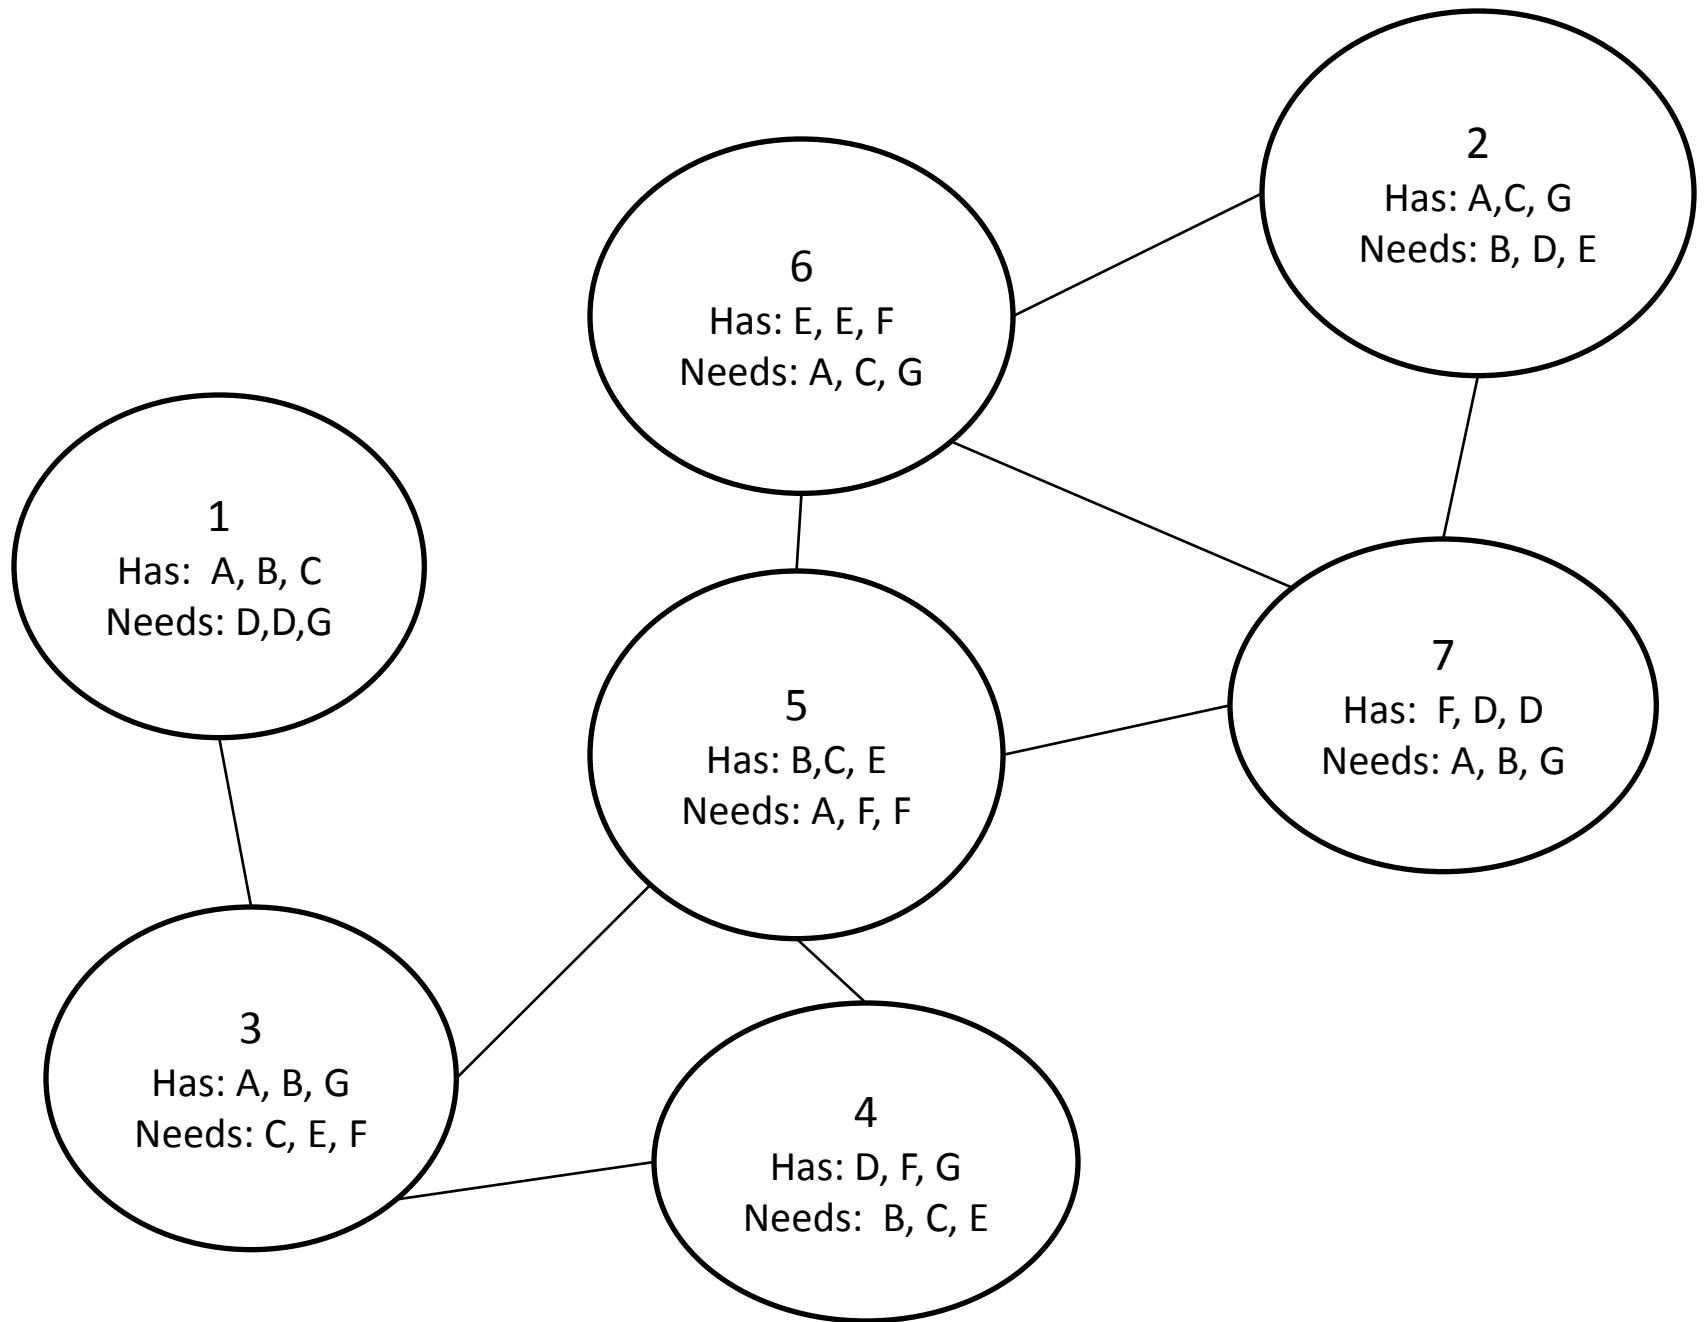 2
Has: A,C, G
Needs: B, D, E
6
Has: E, E, F
Needs: A, C, G
1
Has:  A, B, C
Needs: D,D,G
5
Has: B,C, E
Needs: A, F, F
7
Has:  F, D, D
Needs: A, B, G
3
Has: A, B, G
Needs: C, E, F
4
Has: D, F, G
Needs:  B, C, E